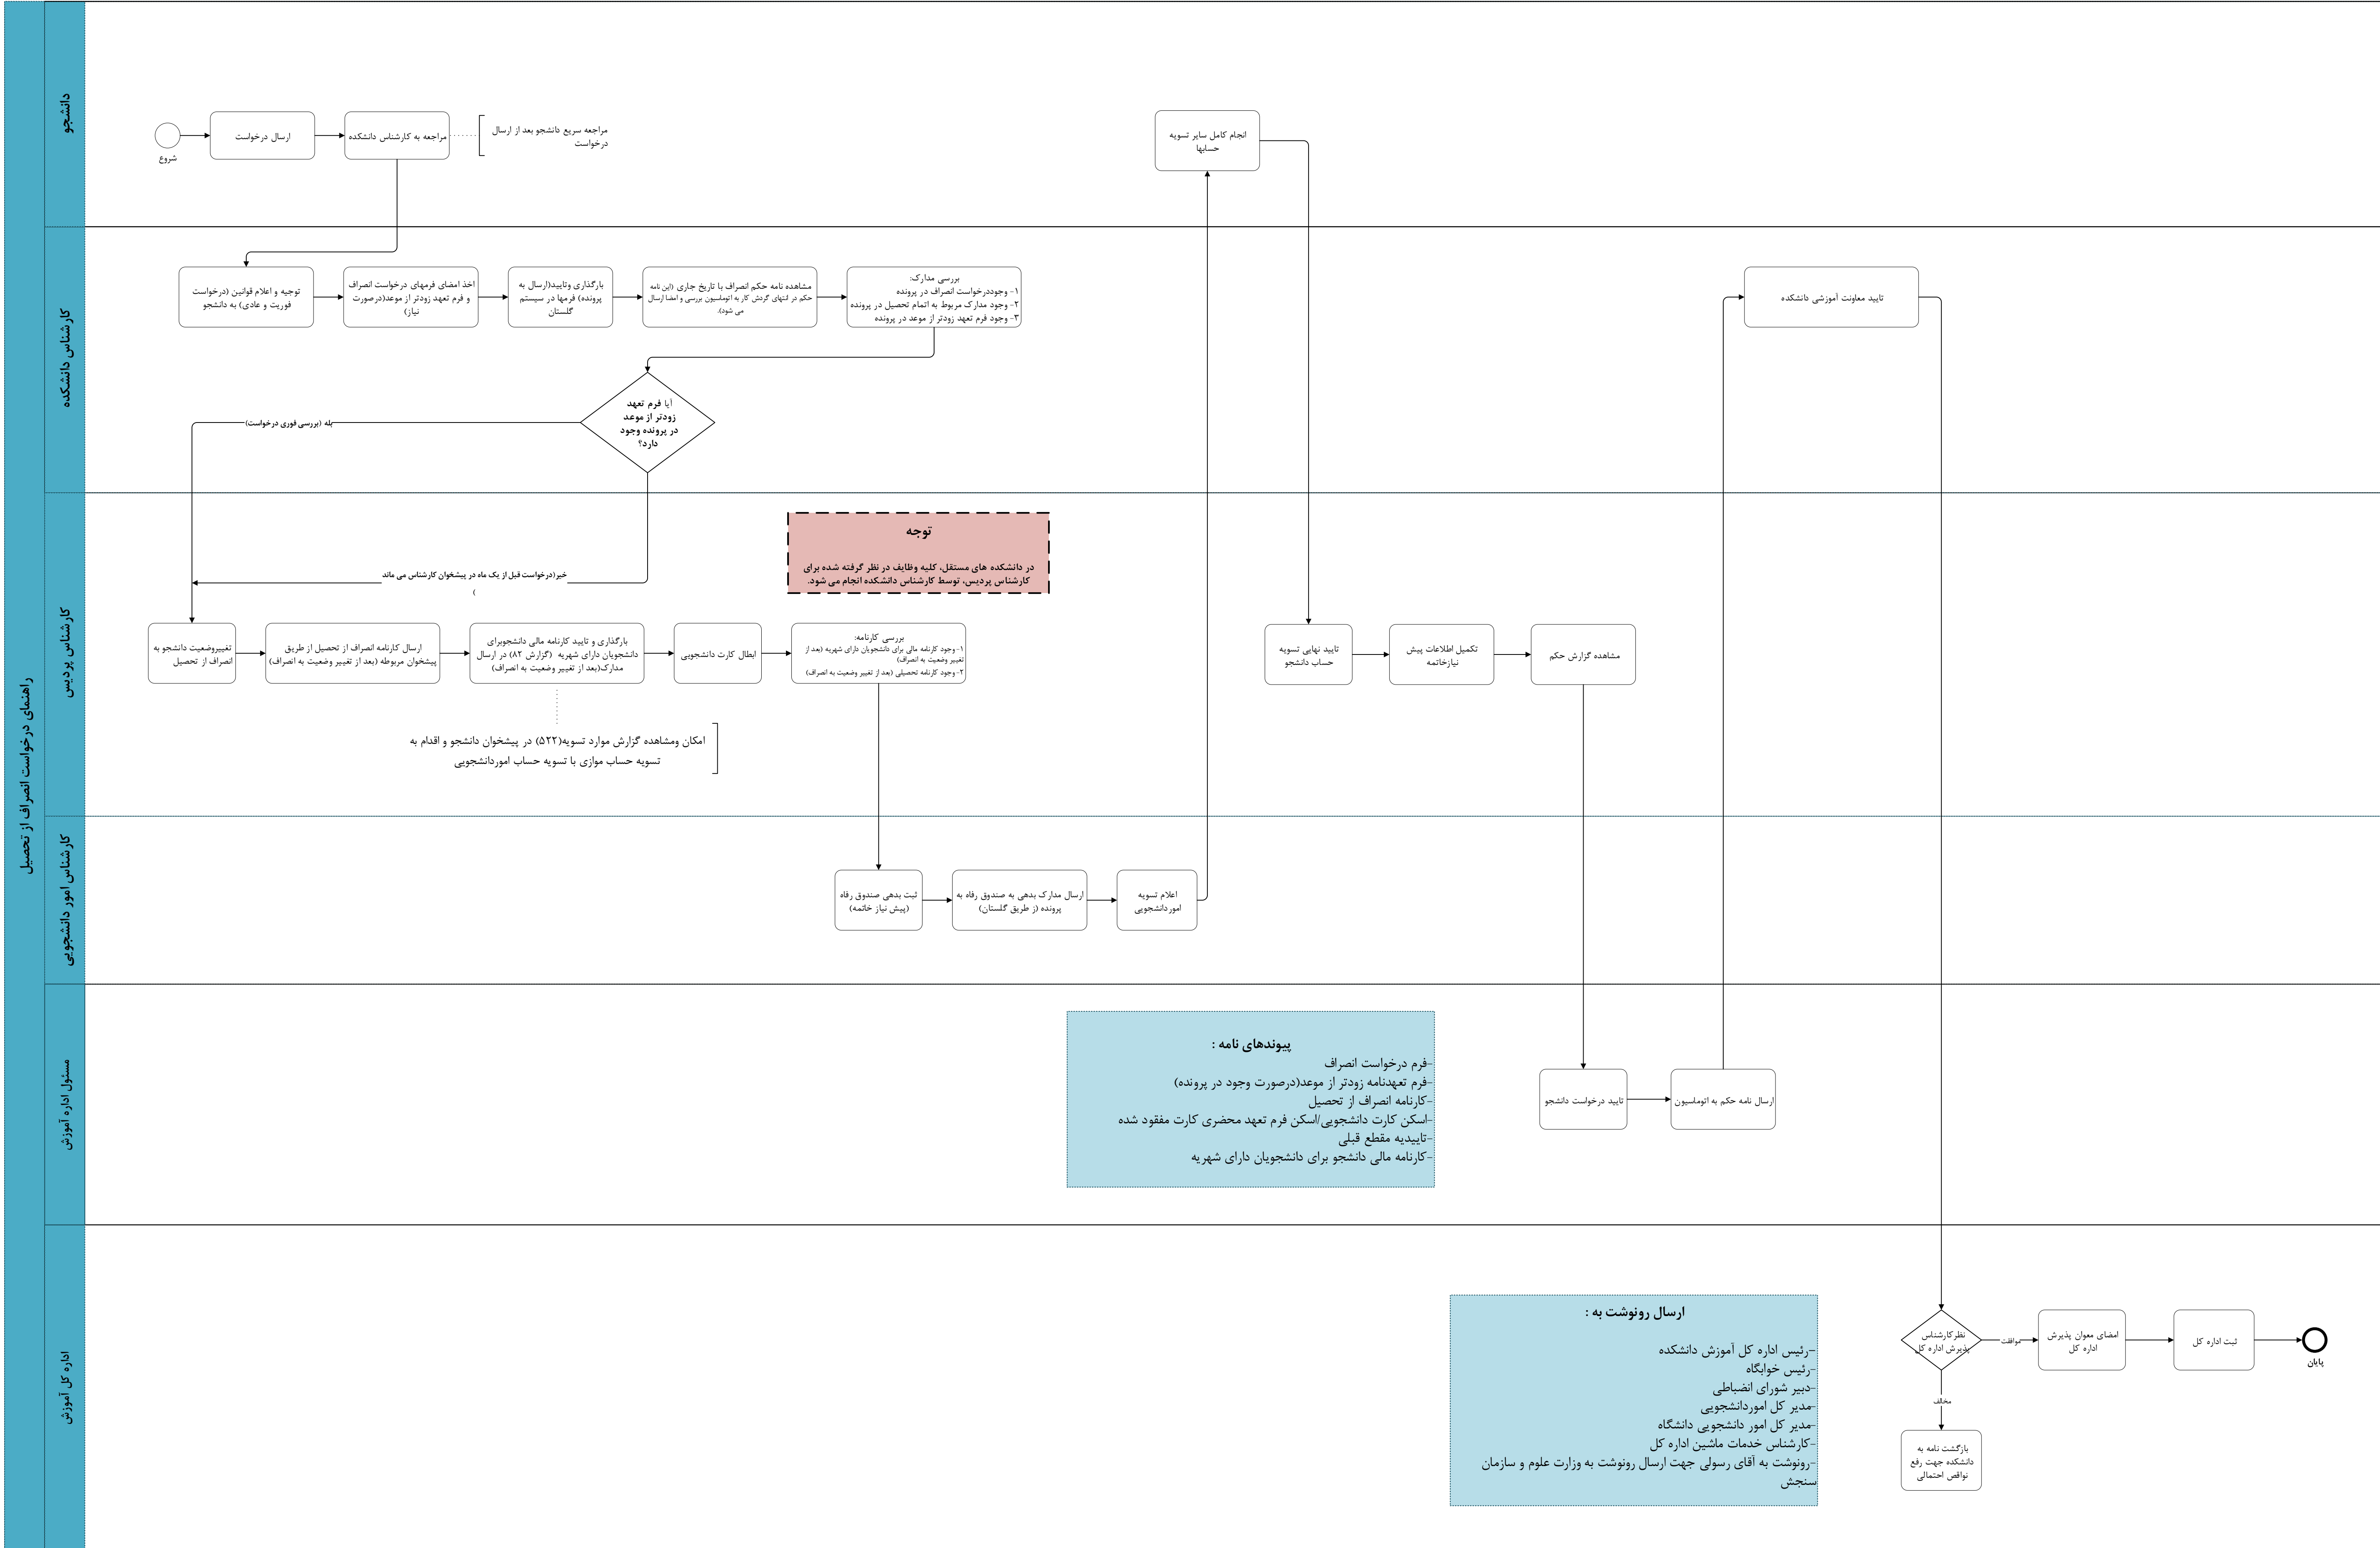 راهنمای درخواست انصراف از تحصیل
دانشجو
شروع
ارسال درخواست
مراجعه به کارشناس دانشکده
مراجعه سریع دانشجو بعد از ارسال
درخواست
انجام کامل سایر تسویه
حسابها
کارشناس دانشکده
توجیه و اعلام قوانین (درخواست
فوریت و عادی) به دانشجو
اخذ امضای فرمهای درخواست انصراف
و فرم تعهد زودتر از موعد(درصورت
نیاز)
بارگذاری وتایید(ارسال به
پرونده) فرمها در سیستم
گلستان
مشاهده نامه حکم انصراف با تاریخ جاری (این نامه
حکم در انتهای گردش کار به اتوماسیون بررسی و امضا ارسال
می شود).
بررسی مدارک:
۱- وجوددرخواست انصراف در پرونده
۲- وجود مدارک مربوط به اتمام تحصیل در پرونده
۳- وجود فرم تعهد زودتر از موعد در پرونده
تایید معاونت آموزشی دانشکده
آیا فرم تعهد
زودتر از موعد
در پرونده وجود
دارد؟
بله (بررسی فوری درخواست)
کارشناس پردیس
خیر(درخواست قبل از یک ماه در پیشخوان کارشناس می ماند
)
توجه
در دانشکده های مستقل، کلیه وظایف در نظر گرفته شده برای
کارشناس پردیس، توسط کارشناس دانشکده انجام می شود.
تغییروضعیت دانشجو به
انصراف از تحصیل
ارسال کارنامه انصراف از تحصیل از طریق
پیشخوان مربوطه (بعد از تغییر وضعیت به انصراف)
بارگذاری و تایید کارنامه مالی دانشجوبرای
دانشجویان دارای شهریه (گزارش ۸۲) در ارسال
مدارک(بعد از تغییر وضعیت به انصراف)
ابطال کارت دانشجویی
بررسی کارنامه:
۱- وجود کارنامه مالی برای دانشجویان دارای شهریه (بعد از
تغییر وضعیت به انصراف)
۲- وجود کارنامه تحصیلی (بعد از تغییر وضعیت به انصراف)
تایید نهایی تسویه
حساب دانشجو
تکمیل اطلاعات پیش
نیازخاتمه
مشاهده گزارش حکم
امکان ومشاهده گزارش موارد تسویه(۵۲۲) در پیشخوان دانشجو و اقدام به
تسویه حساب موازی با تسویه حساب اموردانشجویی
کارشناس امور دانشجویی
ثبت بدهی صندوق رفاه
(پیش نیاز خاتمه)
ارسال مدارک بدهی به صندوق رفاه به
پرونده (ز طریق گلستان)
اعلام تسویه
اموردانشجویی
مسئول اداره آموزش
پیوندهای نامه :
-فرم درخواست انصراف
-فرم تعهدنامه زودتر از موعد(درصورت وجود در پرونده)
-کارنامه انصراف از تحصیل
-اسکن کارت دانشجویی/اسکن فرم تعهد محضری کارت مفقود شده
-تاییدیه مقطع قبلی
-کارنامه مالی دانشجو برای دانشجویان دارای شهریه
تایید درخواست دانشجو
ارسال نامه حکم به اتوماسیون
اداره کل آموزش
ارسال رونوشت به :
-رئیس اداره کل آموزش دانشکده
-رئیس خوابگاه
-دبیر شورای انضباطی
-مدیر کل اموردانشجویی
-مدیر کل امور دانشجویی دانشگاه
-کارشناس خدمات ماشین اداره کل
-رونوشت به آقای رسولی جهت ارسال رونوشت به وزارت علوم و سازمان
سنجش
نظرکارشناس
پذیرش اداره کل
موافقت
امضای معوان پذیرش
اداره کل
ثبت اداره کل
پایان
مخالف
بازگشت نامه به
دانشکده جهت رفع
نواقص احتمالی